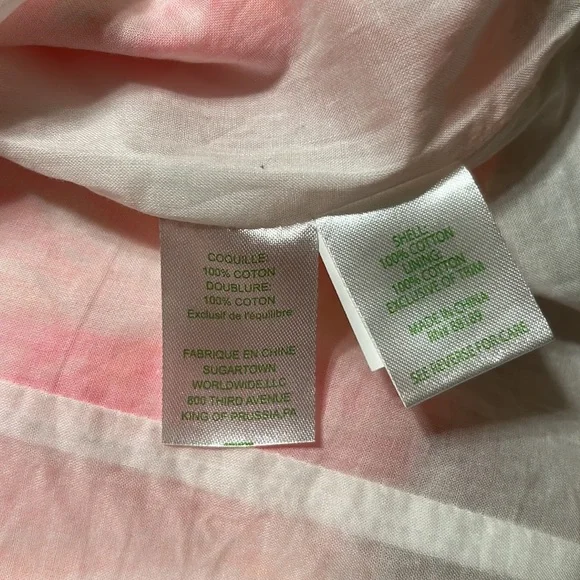 COQUILLE:
100% COTON
DOUBLURE:
100% COTON
Exclusif de l'équilibre
FABRIQUE EN CHINE
SUGARTOWN
WORLDWIDE,LLC
800 THIRD AVENUE
KING OF PRUSSIA,PA
SHELL:
100% COTTON
LINING:
100% COTTON
EXCLUSIVE OF TRIM
MADE IN CHINA
RN# 68189
SEE REVERSE FOR CARE